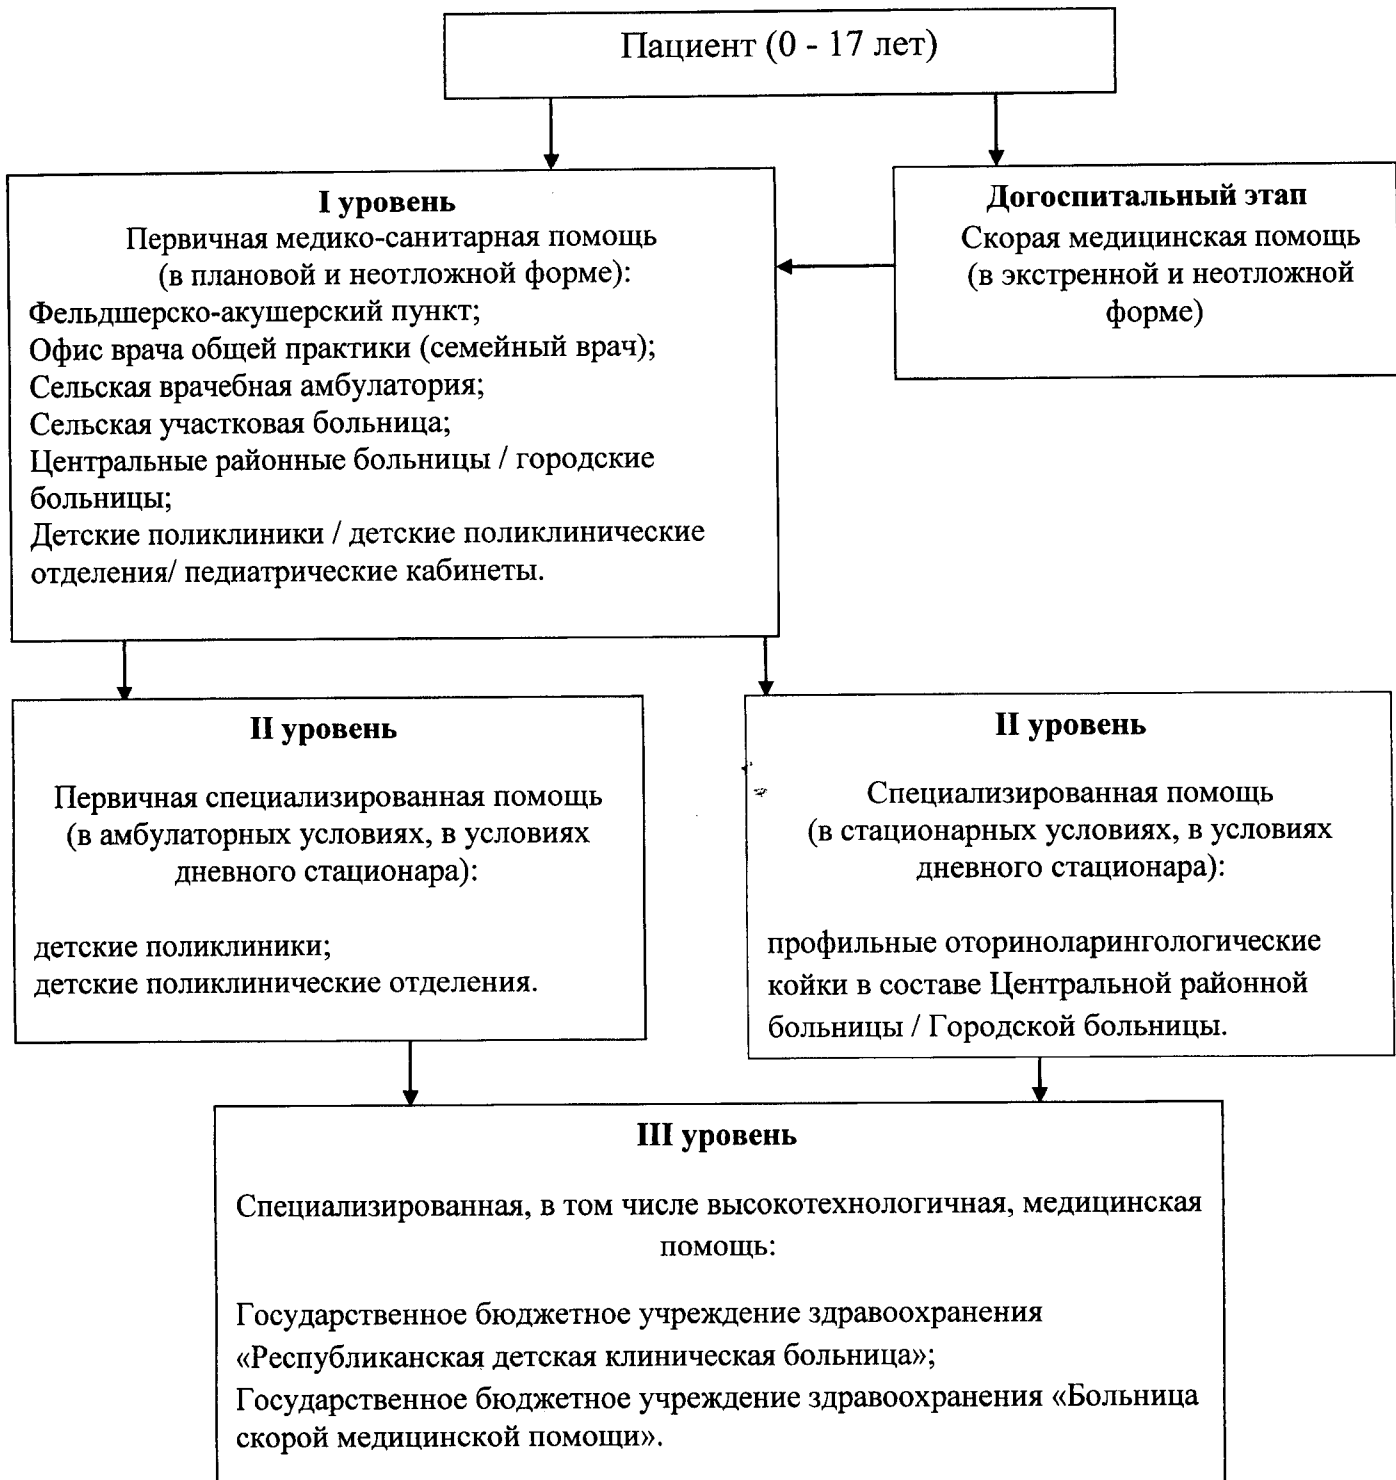 Пациент (0 - 17 лет)
I уровень
Первичная медико-санитарная помощь
(в плановой и неотложной форме):
Фельдшерско-акушерский пункт;
Офис врача общей практики (семейный врач);
Сельская врачебная амбулатория;
Сельская участковая больница;
Центральные районные больницы / городские
больницы;
Детские поликлиники / детские поликлинические
отделения/ педиатрические кабинеты.
Догоспитальный этап
Скорая медицинская помощь
(в экстренной и неотложной
форме)
II уровень
Первичная специализированная помощь
(в амбулаторных условиях, в условиях
дневного стационара):
детские поликлиники;
детские поликлинические отделения.
II уровень
Специализированная помощь
(в стационарных условиях, в условиях
дневного стационара):
профильные оториноларингологические
койки в составе Центральной районной
больницы / Городской больницы.
III уровень
Специализированная, в том числе высокотехнологичная, медицинская
помощь:
Государственное бюджетное учреждение здравоохранения
«Республиканская детская клиническая больница»;
Государственное бюджетное учреждение здравоохранения «Больница
скорой медицинской помощи».